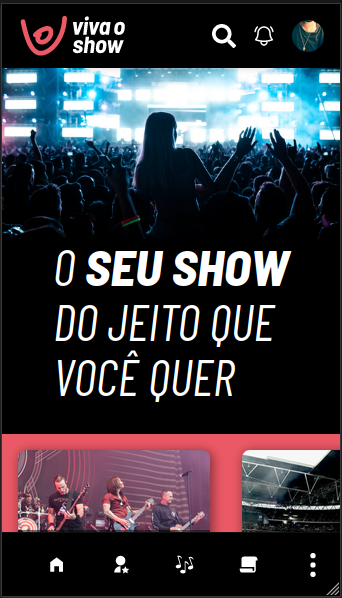 viva o
show
O SEU SHOW
DO JEITO QUE
VOCÊ QUER